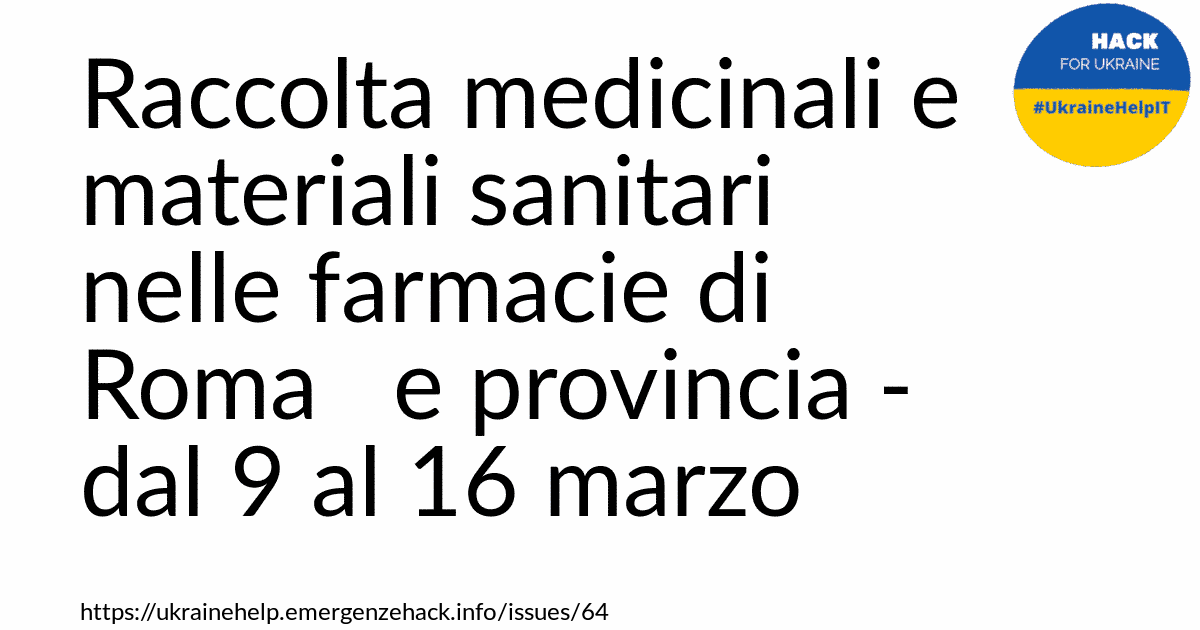 Raccolta medicinali e
materiali sanitari
nelle farmacie di
Roma   e provincia -
dal 9 al 16 marzo
HACK
FOR UKRAINE
#UkraineHelpIT
https://ukrainehelp.emergenzehack.info/issues/64